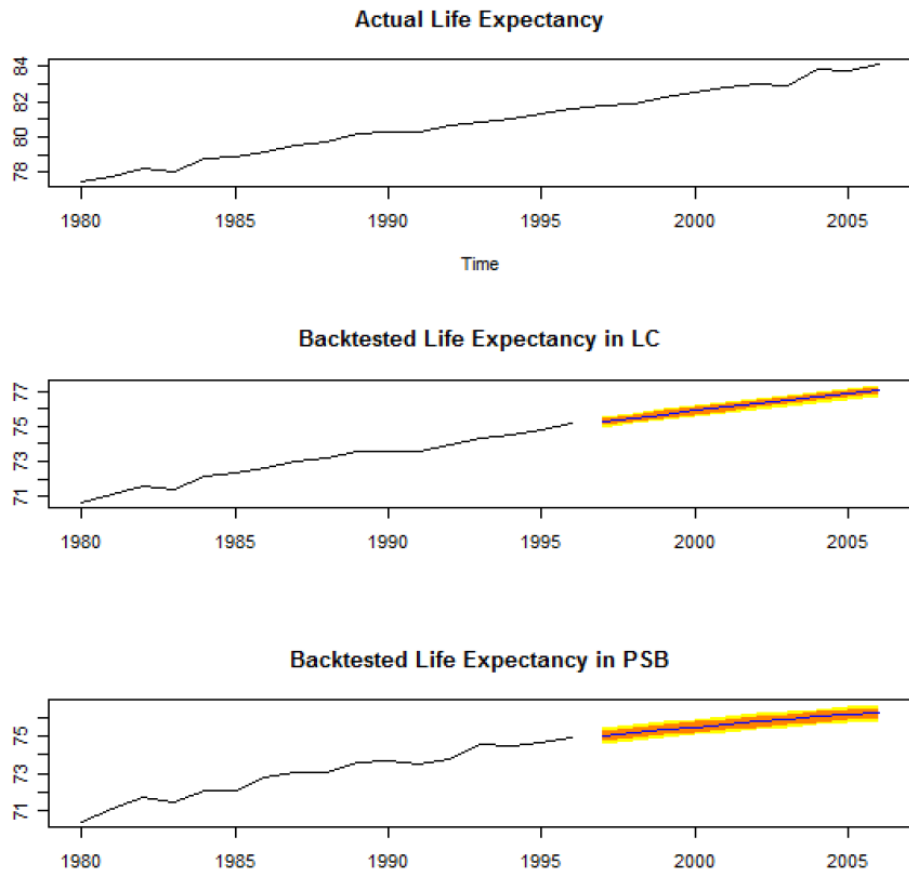 Actual Life Expectancy
84
82
80
78
1980 1985 1990 1995 2000 2005
Time
Backtested Life Expectancy in LC
77
75
73
71
1980 1985 1990 1995 2000 2005
Backtested Life Expectancy in PSB
75
73
71
1980 1985 1990 1995 2000 2005